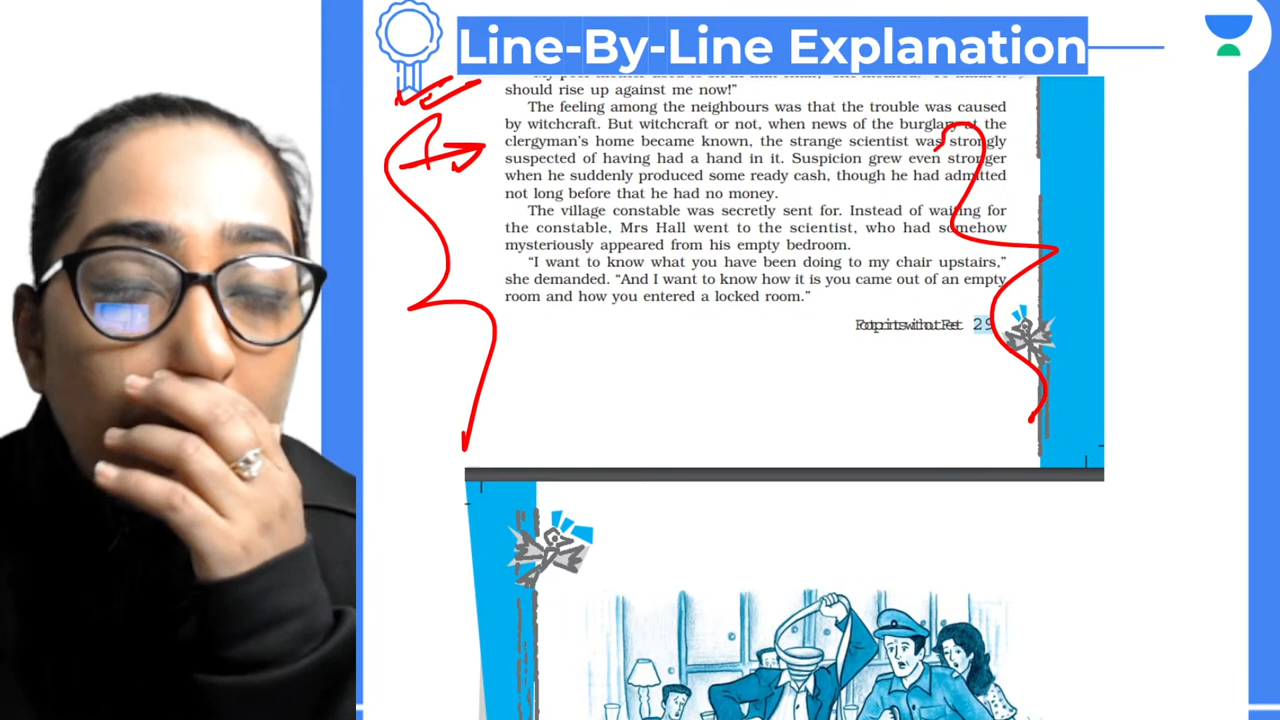 Line-By-Line Explanation
should rise up against me now!"
The feeling among the neighbours was that the trouble was caused
by witchcraft. But witchcraft or not, when news of the burglary at the
clergyman's home became known, the strange scientist was strongly
suspected of having had a hand in it. Suspicion grew even stronger
when he suddenly produced some ready cash, though he had admitted
not long before that he had no money.
The village constable was secretly sent for. Instead of waiting for
the constable, Mrs Hall went to the scientist, who had somehow
mysteriously appeared from his empty bedroom.
"I want to know what you have been doing to my chair upstairs,"
she demanded. "And I want to know how it is you came out of an empty
room and how you entered a locked room."
29